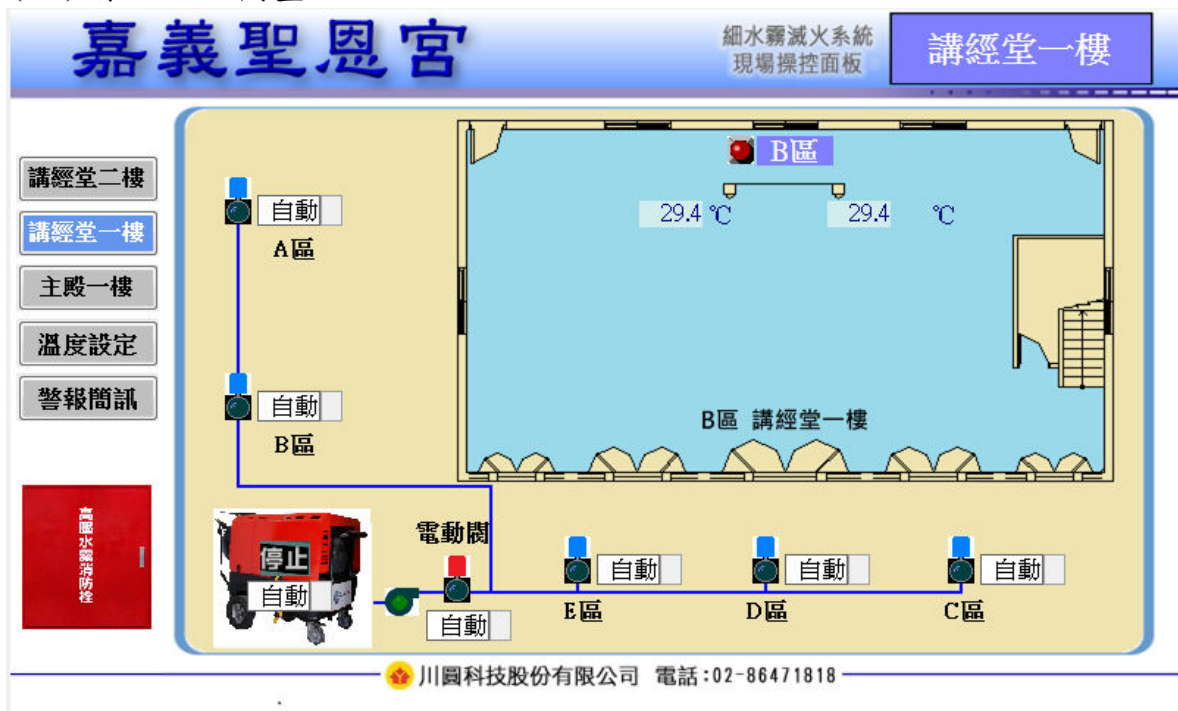 嘉義聖恩宮
細水霧滅火系統
現場操控面板
講經堂一樓
講經堂二樓
講經堂一樓
主殿一樓
溫度設定
警報簡訊
高壓水霧消防栓
自動
A區
自動
B區
B區
29.4 ℃
29.4 ℃
B區 講經堂一樓
停止
自動
電動閥
自動
自動
E區
自動
D區
自動
C區
川圓科技股份有限公司 電話:02-86471818